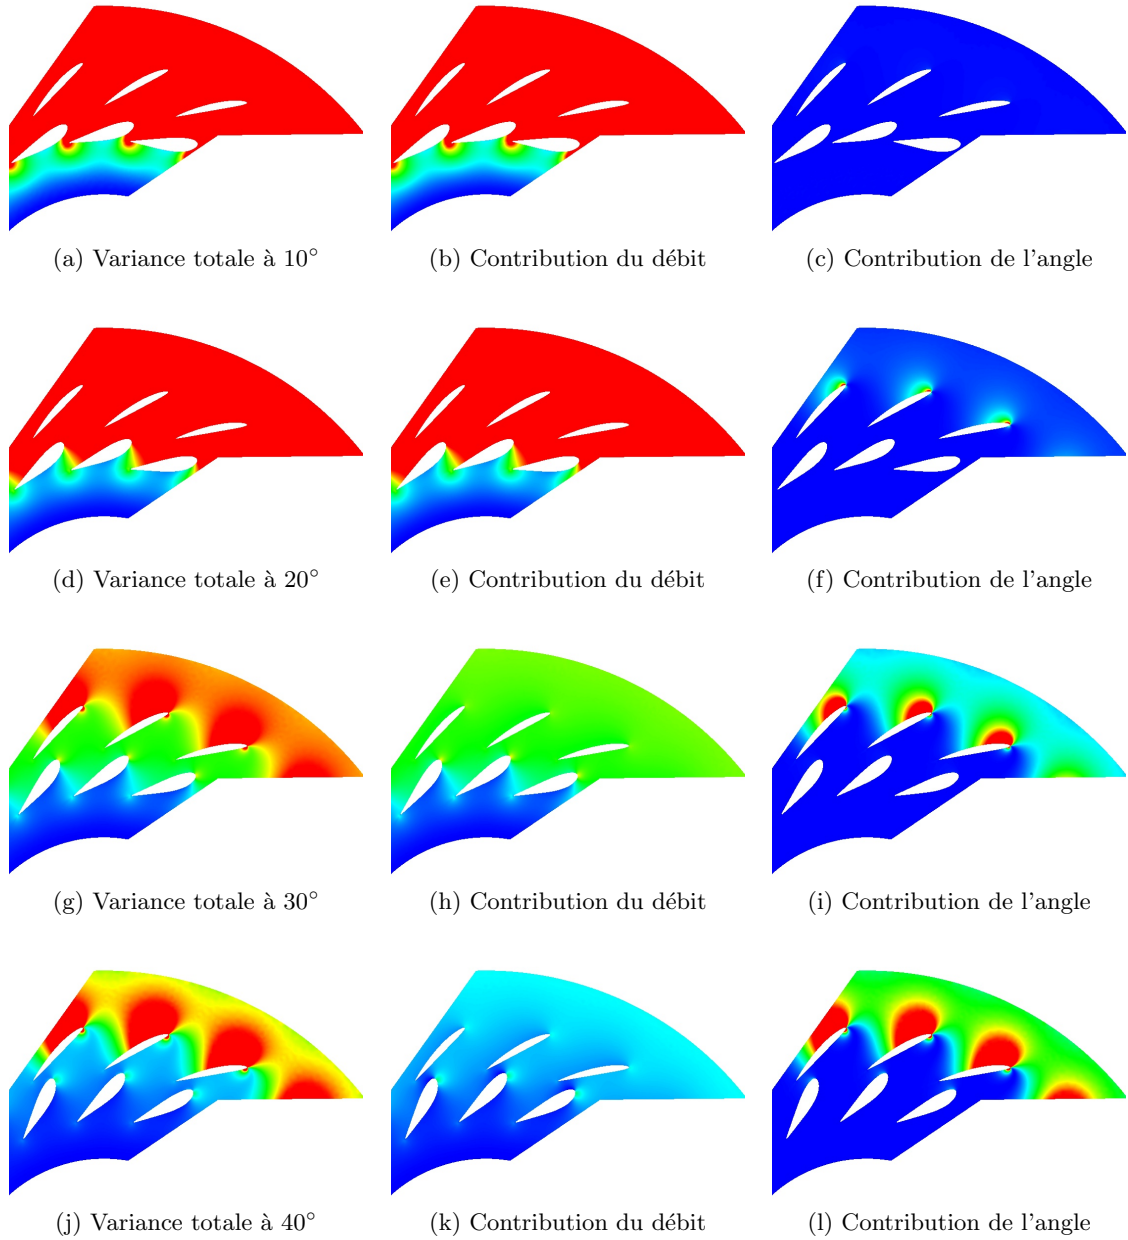 (a) Variance totale à 10°
(b) Contribution du débit
(c) Contribution de l'angle
(d) Variance totale à 20°
(e) Contribution du débit
(f) Contribution de l'angle
(g) Variance totale à 30°
(h) Contribution du débit
(i) Contribution de l'angle
(j) Variance totale à 40°
(k) Contribution du débit
(l) Contribution de l'angle